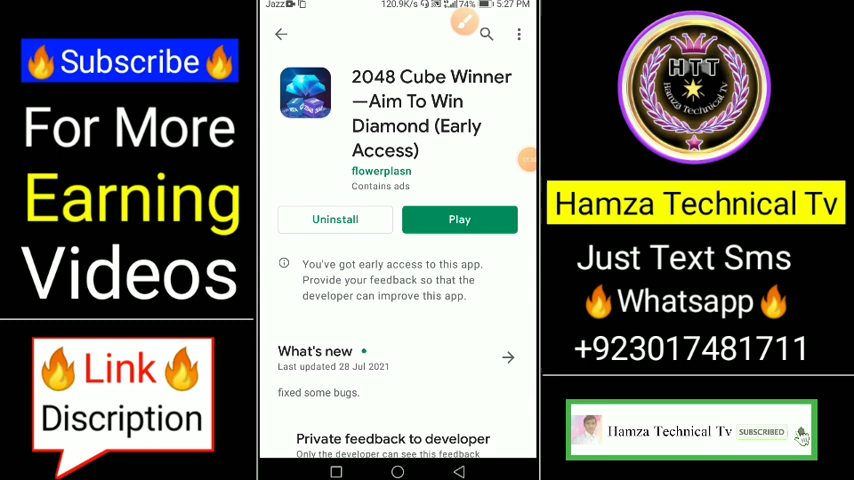 Subscribe
For More
Earning
Videos
Link
Discription
Jazz
120.9K/s
74%
5:27 PM
2048 Cube Winner
—Aim To Win
Diamond (Early
Access)
flowerplasn
Contains ads
Uninstall
Play
You've got early access to this app.
Provide your feedback so that the
developer can improve this app.
What's new
Last updated 28 Jul 2021
fixed some bugs.
Private feedback to developer
Only the developer can see this feedback
HTT
Hamza Technical Tv
Hamza Technical Tv
Just Text Sms
Whatsapp
+923017481711
Hamza Technical Tv
SUBSCRIBED